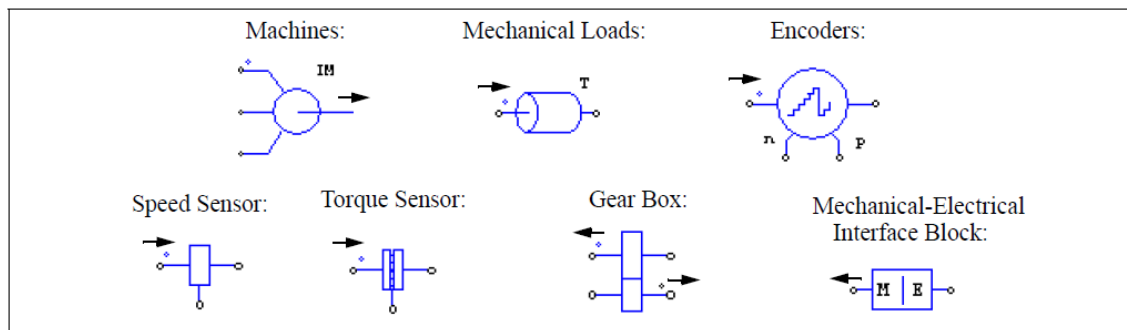 Machines:
Mechanical Loads:
Encoders:
IM
T
n
p
Speed Sensor:
Torque Sensor:
Gear Box:
Mechanical-Electrical
Interface Block:
M
E